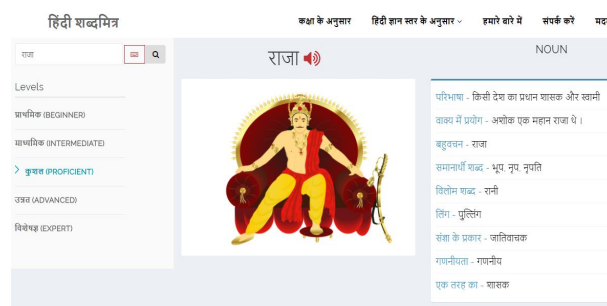 हिंदी शब्दमित्र
कक्षा के अनुसार हिंदी ज्ञान स्तर के अनुसार हमारे बारे में संपर्क करें
राजा
राजा
NOUN
Levels
प्राथमिक (BEGINNER)
माध्यमिक (INTERMEDIATE)
कुशल (PROFICIENT)
उन्नत (ADVANCED)
विशेषज्ञ (EXPERT)
परिभाषा - किसी देश का प्रधान शासक और स्वामी
वाक्य में प्रयोग - अशोक एक महान राजा थे ।
बहुवचन - राजा
समानार्थी शब्द - भूप, नृप, नृपति
विलोम शब्द - रानी
लिंग - पुल्लिंग
संज्ञा के प्रकार - जातिवाचक
गणनीयता - गणनीय
एक तरह का - शासक